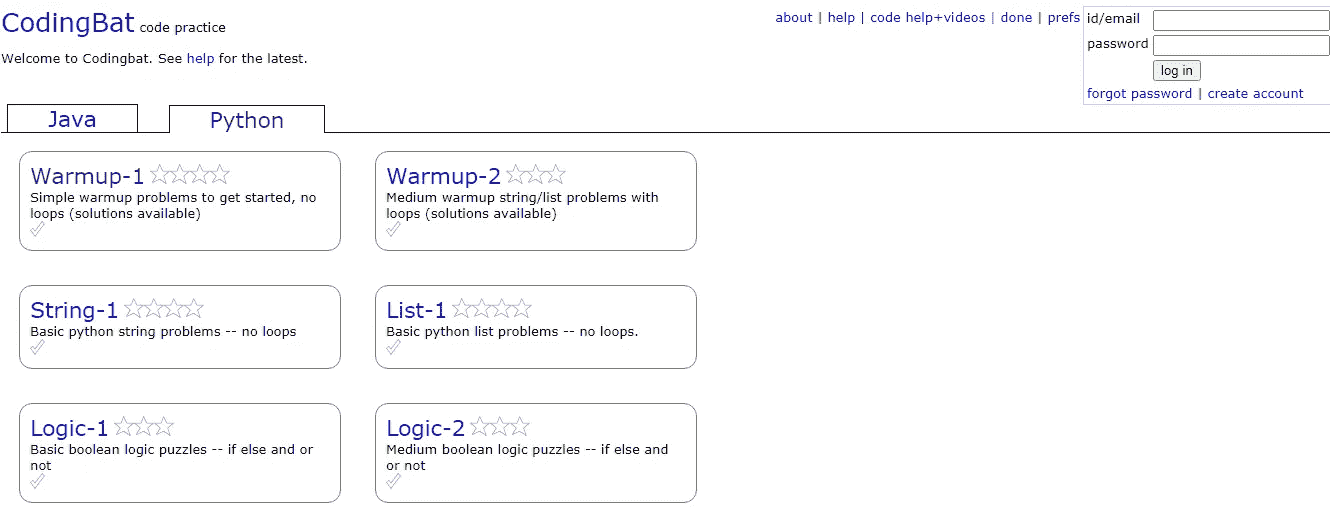 CodingBat code practice
about | help | code help+videos | done | prefs
id/email
password
log in
forgot password | create account
Welcome to Codingbat. See help for the latest.
Java
Python
Warmup-1
Simple warmup problems to get started, no
loops (solutions available)
Warmup-2
Medium warmup string/list problems with
loops (solutions available)
String-1
Basic python string problems -- no loops
List-1
Basic python list problems -- no loops.
Logic-1
Basic boolean logic puzzles -- if else and or
not
Logic-2
Medium boolean logic puzzles -- if else and
or not